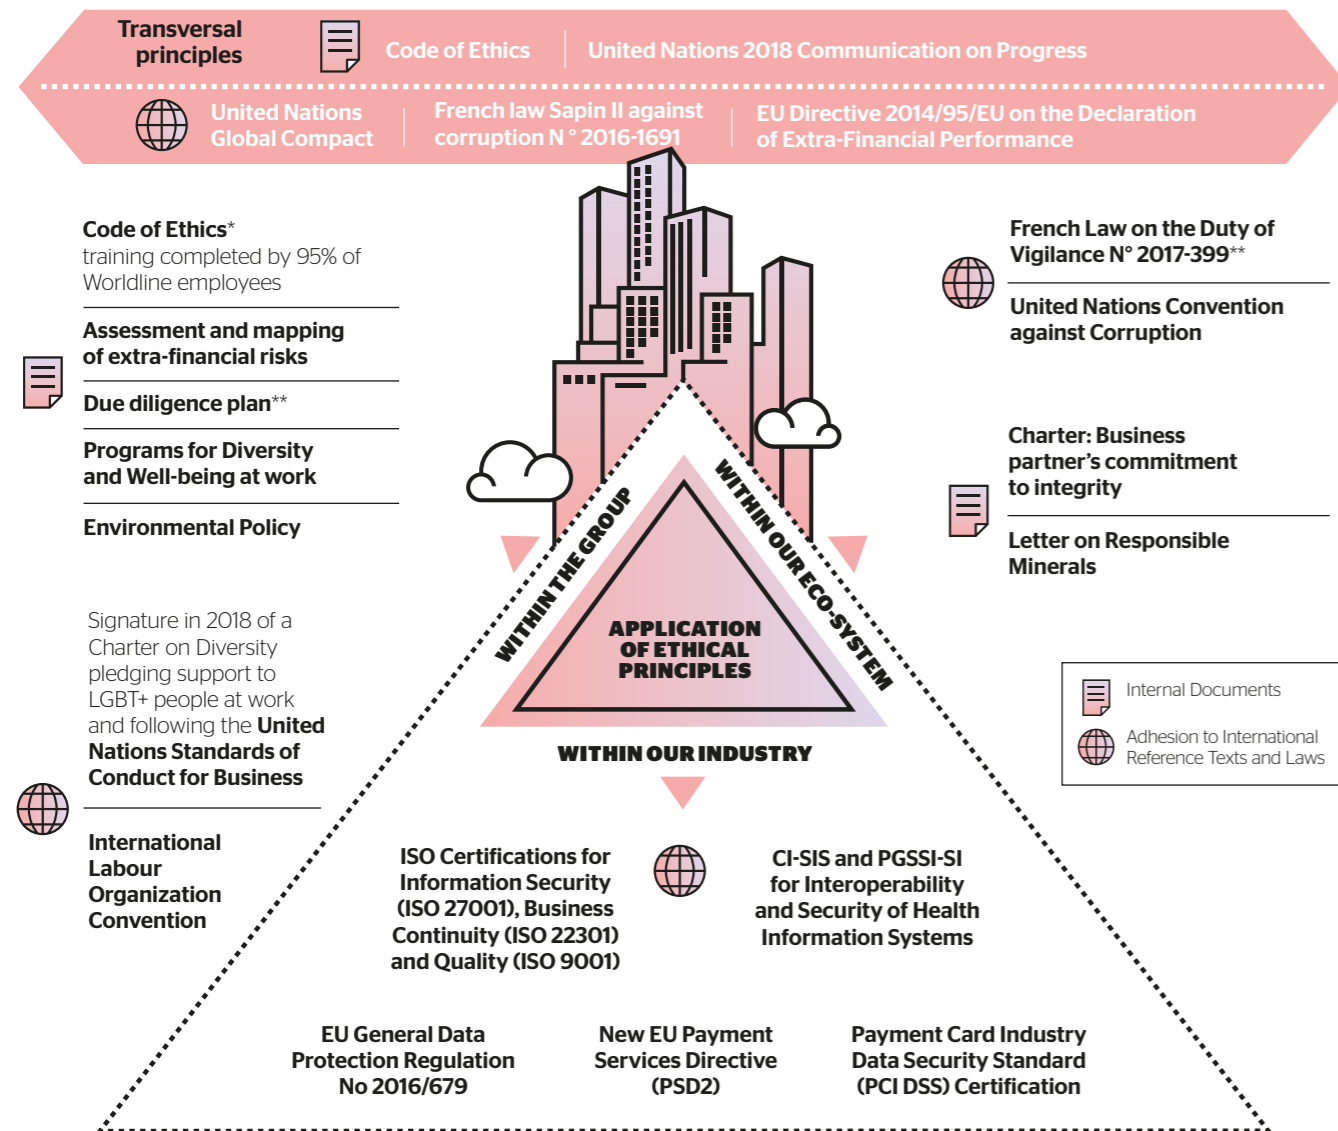 Transversal
principles
Code of Ethics
United Nations 2018 Communication on Progress
United Nations
Global Compact
French law Sapin II against
corruption N ° 2016-1691
EU Directive 2014/95/EU on the Declaration
of Extra-Financial Performance
Code of Ethics*
training completed by 95% of
Worldline employees
Assessment and mapping
of extra-financial risks
Due diligence plan**
Programs for Diversity
and Well-being at work
Environmental Policy
Signature in 2018 of a
Charter on Diversity
pledging support to
LGBT+ people at work
and following the United
Nations Standards of
Conduct for Business
International
Labour
Organization
Convention
French Law on the Duty of
Vigilance N° 2017-399**
United Nations Convention
against Corruption
Charter: Business
partner's commitment
to integrity
Letter on Responsible
Minerals
Internal Documents
Adhesion to International
Reference Texts and Laws
WITHIN THE GROUP
WITHIN OUR ECO-SYSTEM
APPLICATION
OF ETHICAL
PRINCIPLES
WITHIN OUR INDUSTRY
ISO Certifications for
Information Security
(ISO 27001), Business
Continuity (ISO 22301)
and Quality (ISO 9001)
CI-SIS and PGSSI-SI
for Interoperability
and Security of Health
Information Systems
EU General Data
Protection Regulation
No 2016/679
New EU Payment
Services Directive
(PSD2)
Payment Card Industry
Data Security Standard
(PCI DSS) Certification